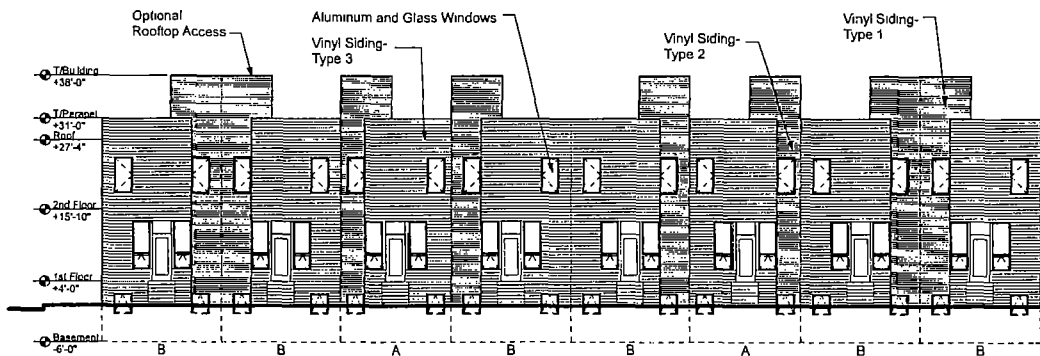 Optional
Rooftop Access
Aluminum and Glass Windows
Vinyl Siding-
Type 3
Vinyl Siding-
Type 2
Vinyl Siding-
Type 1
T/Building
+38'-0"
T/Parapet
+31'-0"
Roof
+27'-4"
2nd Floor
+15'-10"
1st Floor
+4'-0"
Basement
-6'-0"
B B A B B A B B